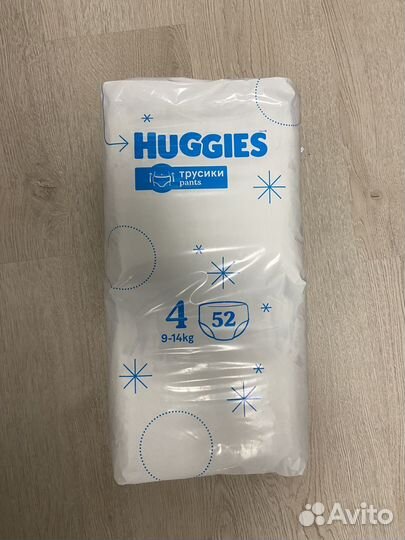 HUGGIES
трусики
pants
4
52
9-14kg
Avito